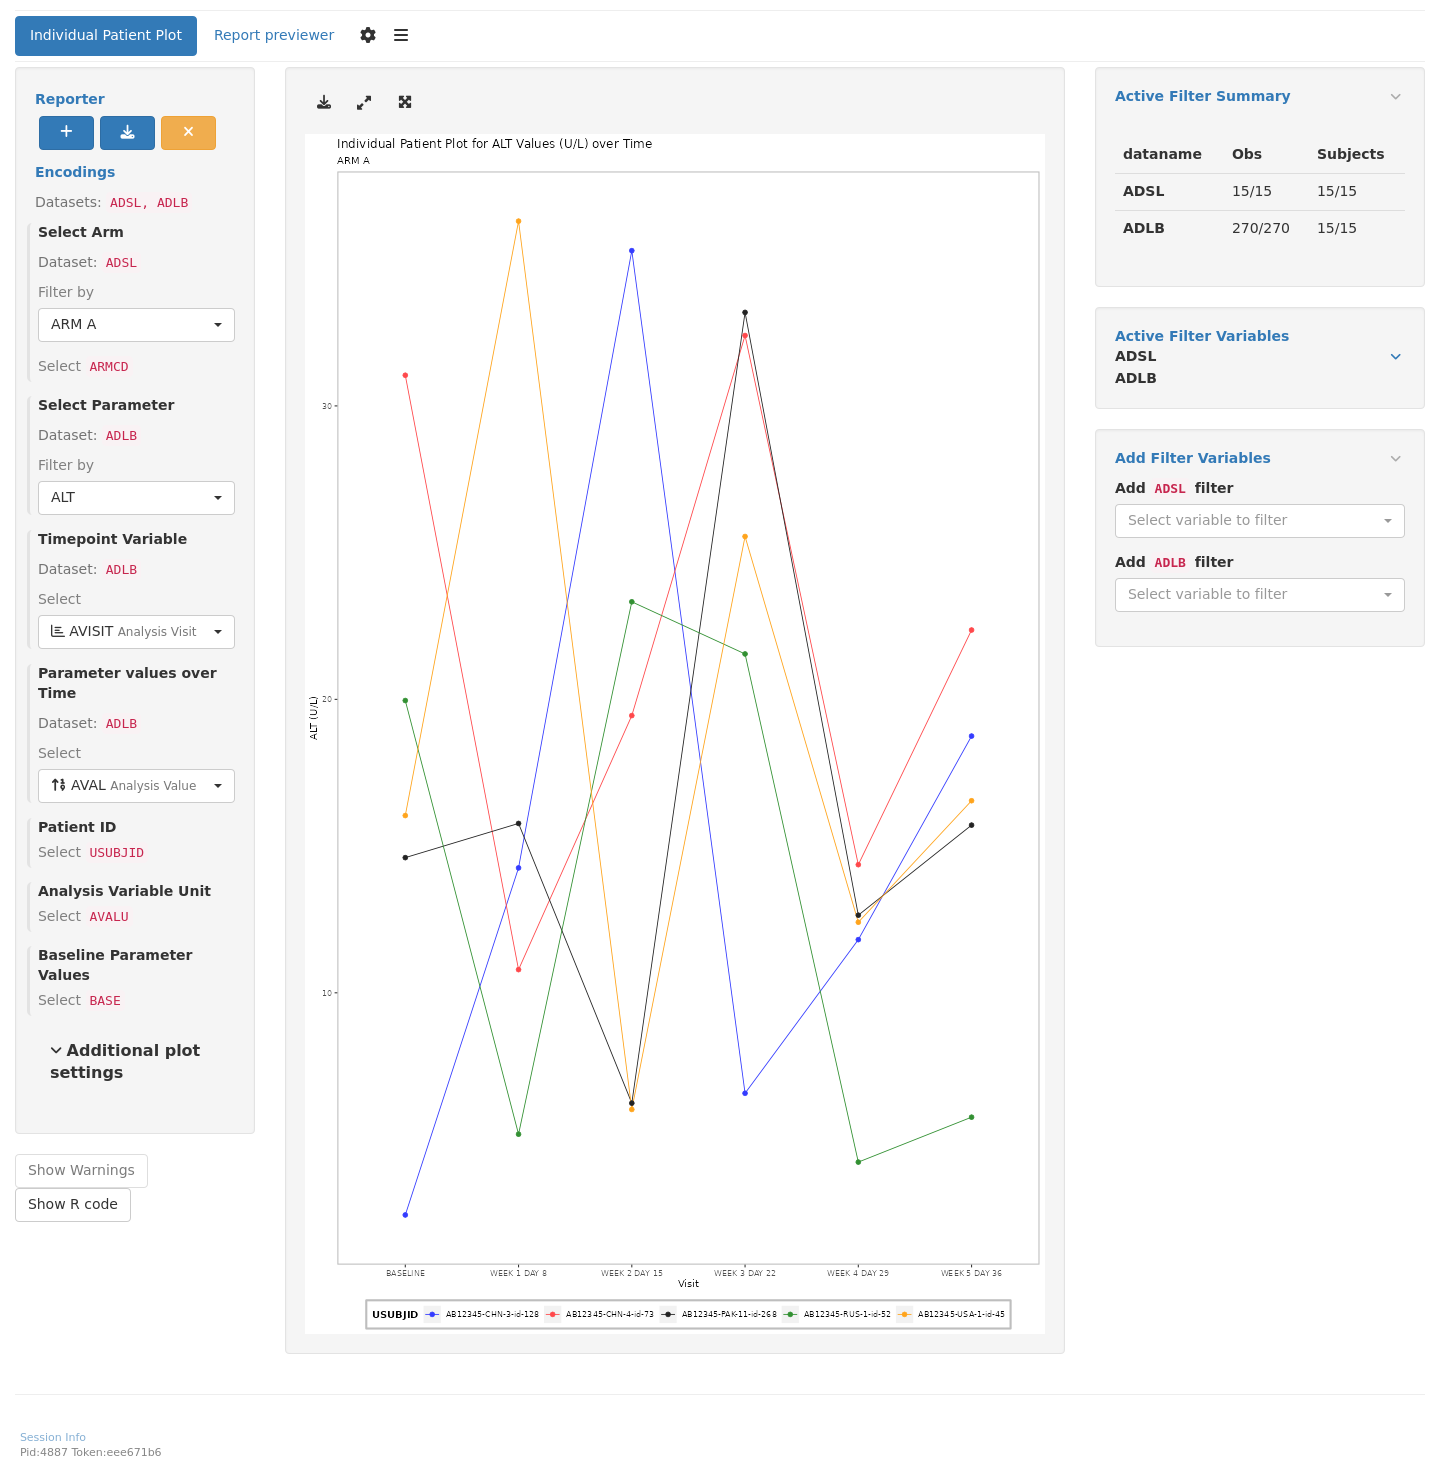 Individual Patient Plot
Report previewer
Reporter
Encodings
Datasets: ADSL, ADLB
Select Arm
Dataset: ADSL
Filter by
ARM A
Select ARMCD
Select Parameter
Dataset: ADLB
Filter by
ALT
Timepoint Variable
Dataset: ADLB
Select
AVISIT Analysis Visit
Parameter values over
Time
Dataset: ADLB
Select
AVAL Analysis Value
Patient ID
Select USUBJID
Analysis Variable Unit
Select AVALU
Baseline Parameter
Values
Select BASE
Additional plot
settings
Show Warnings
Show R code
Individual Patient Plot for ALT Values (U/L) over Time
ARM A
30
20
10
ALT (U/L)
BASELINE WEEK 1 DAY 8 WEEK 2 DAY 15 WEEK 3 DAY 22 WEEK 4 DAY 29 WEEK 5 DAY 36
Visit
USUBJID AB12345-CHN-3-id-128 AB12345-CHN-4-id-73 AB12345-PAK-11-id-268 AB12345-RUS-1-id-52 AB12345-USA-1-id-45
Active Filter Summary
dataname Obs Subjects
ADSL 15/15 15/15
ADLB 270/270 15/15
Active Filter Variables
ADSL
ADLB
Add Filter Variables
Add ADSL filter
Select variable to filter
Add ADLB filter
Select variable to filter
Session Info
Pid:4887 Token:eee671b6